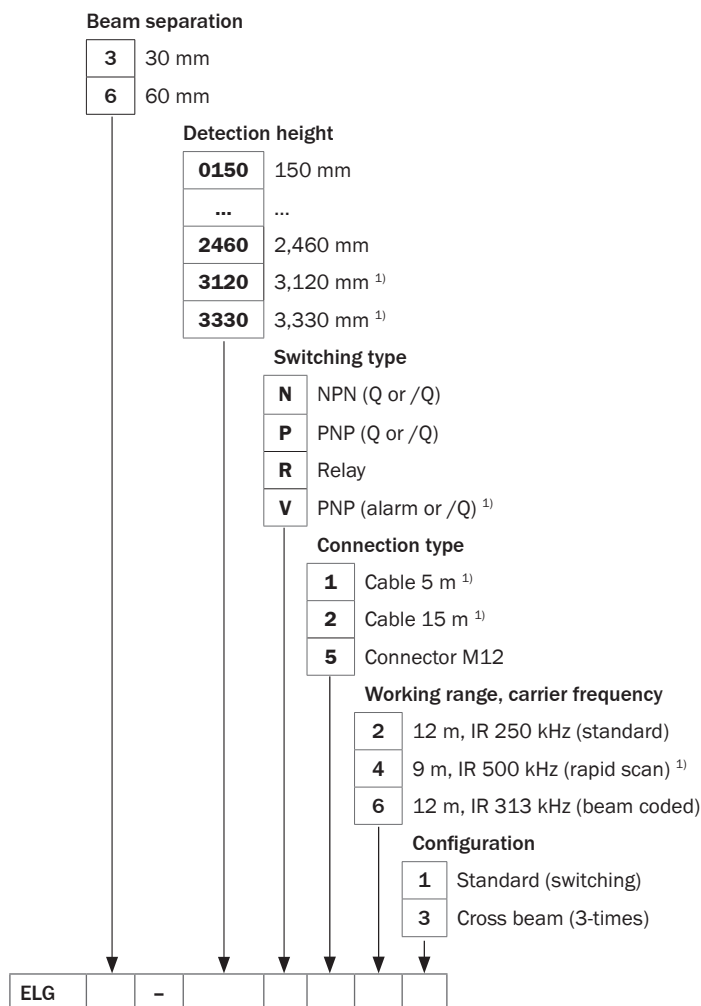 Beam separation
3 30 mm
6 60 mm
Detection height
0150 150 mm
... ...
2460 2,460 mm
3120 3,120 mm 1)
3330 3,330 mm 1)
Switching type
N NPN (Q or /Q)
P PNP (Q or /Q)
R Relay
V PNP (alarm or /Q) 1)
Connection type
1 Cable 5 m 1)
2 Cable 15 m 1)
5 Connector M12
Working range, carrier frequency
2 12 m, IR 250 kHz (standard)
4 9 m, IR 500 kHz (rapid scan) 1)
6 12 m, IR 313 kHz (beam coded)
Configuration
1 Standard (switching)
3 Cross beam (3-times)
ELG –